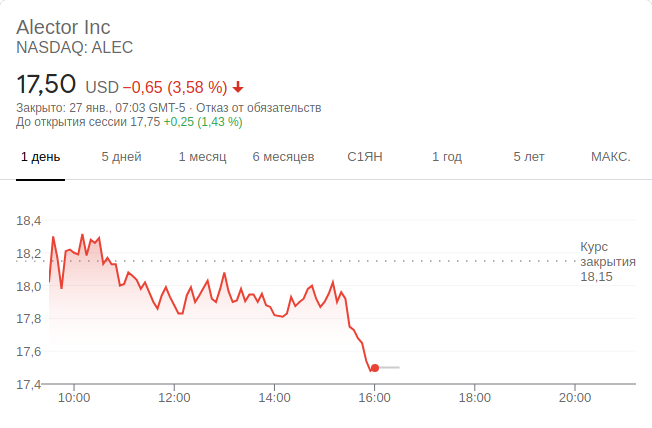 Alector Inc
NASDAQ: ALEC
17,50 USD −0,65 (3,58 %)
Закрыто: 27 янв., 07:03 GMT-5 · Отказ от обязательств
До открытия сессии 17,75 +0,25 (1,43 %)
1 день 5 дней 1 месяц 6 месяцев С1ЯН 1 год 5 лет МАКС.
18,4
18,2
18,0
17,8
17,6
17,4
Курс
закрытия
18,15
10:00 12:00 14:00 16:00 18:00 20:00